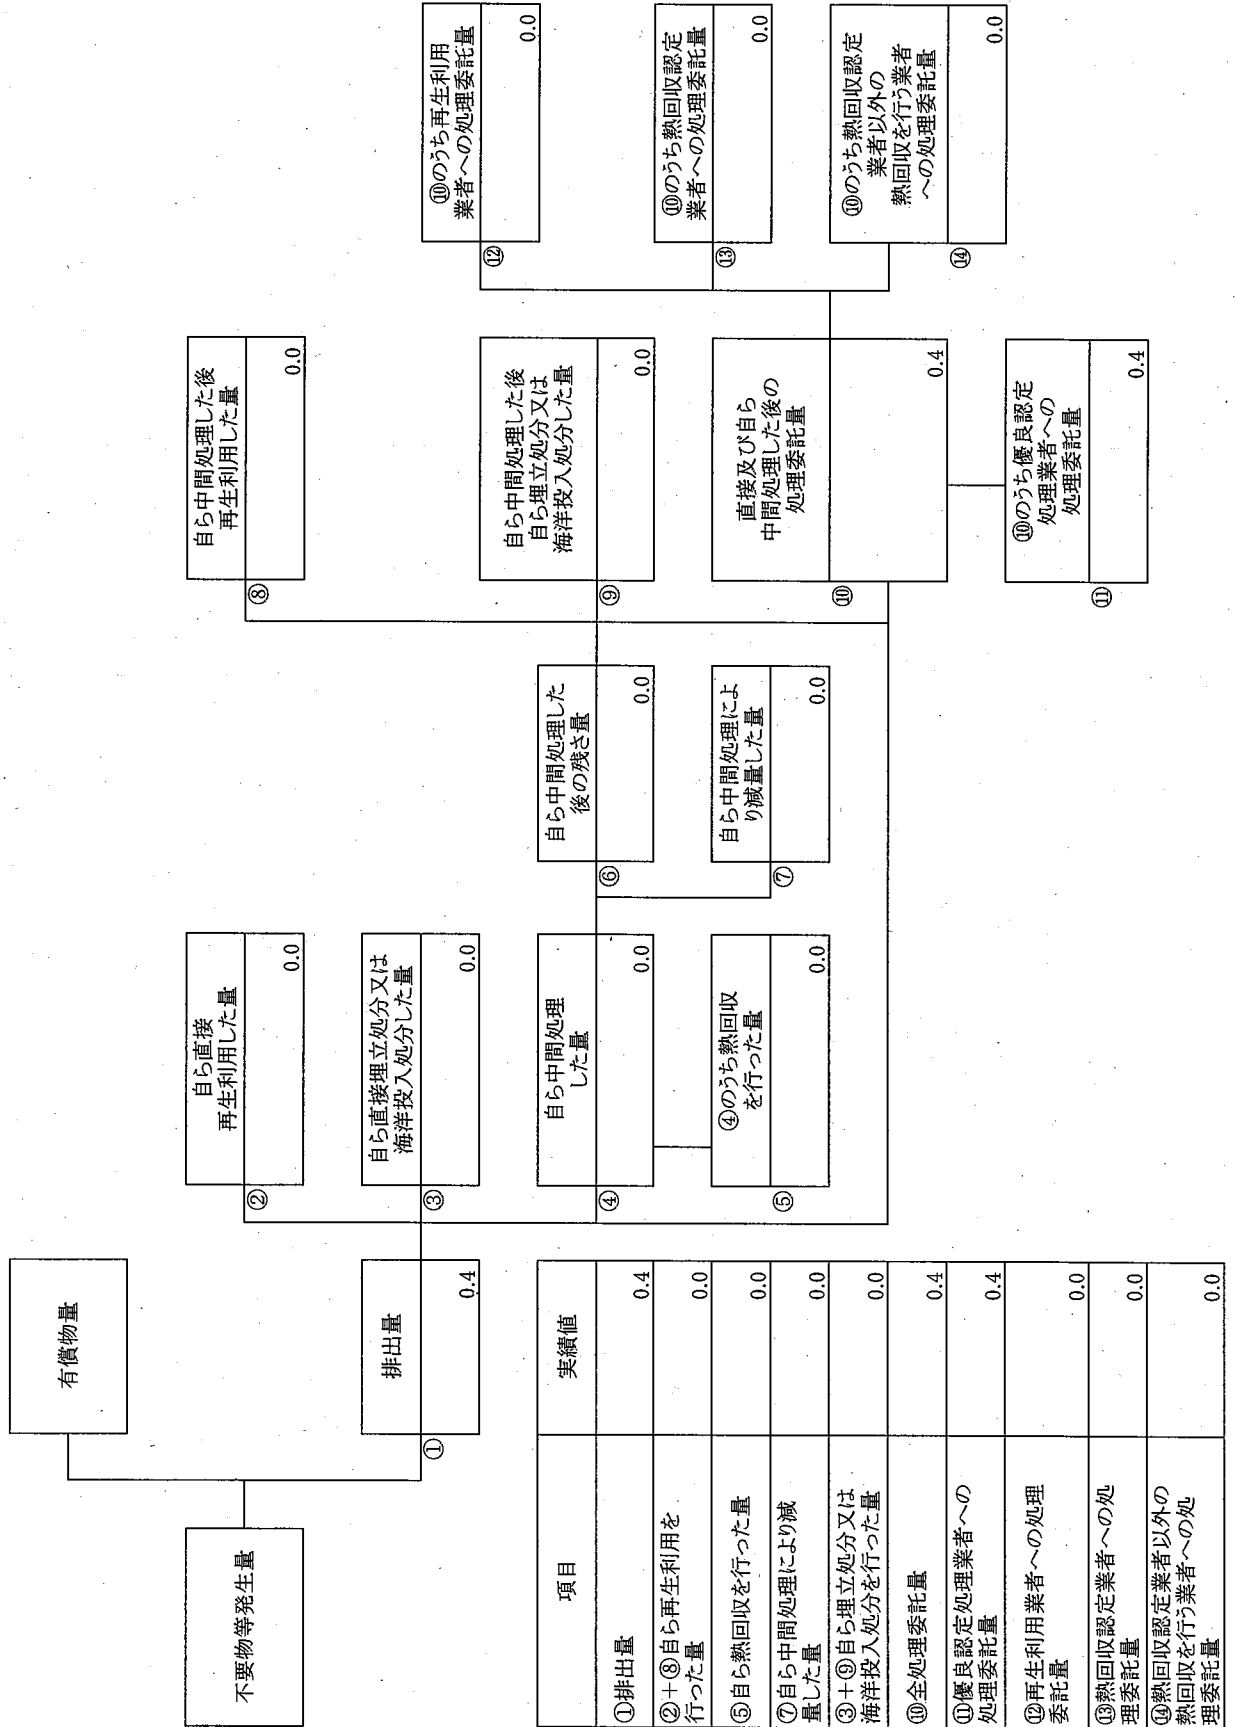 不要物等発生量
有償物量
①
排出量
0.4
②
自ら直接
再生利用した量
0.0
③
自ら直接埋立処分又は
海洋投入処分した量
0.0
④
自ら中間処理
した量
0.0
⑤
④のうち熱回収
を行った量
0.0
⑥
自ら中間処理した
後の残さ量
0.0
⑦
自ら中間処理によ
り減量した量
0.0
⑧
自ら中間処理した後
再生利用した量
0.0
⑨
自ら中間処理した後
自ら埋立処分又は
海洋投入処分した量
0.0
⑩
直接及び自ら
中間処理した後の
処理委託量
0.4
⑪
⑩のうち優良認定
処理業者への
処理委託量
0.4
⑫
⑩のうち再生利用
業者への処理委託量
0.0
⑬
⑩のうち熱回収認定
業者への処理委託量
0.0
⑭
⑩のうち熱回収認定
業者以外の
熱回収を行う業者
への処理委託量
0.0
項目 実績値
①排出量 0.4
②+⑧自ら再生利用を
行った量 0.0
⑤自ら熱回収を行った量 0.0
⑦自ら中間処理により減
量した量 0.0
③+⑨自ら埋立処分又は
海洋投入処分を行った量 0.0
⑩全処理委託量 0.4
⑪優良認定処理業者への
処理委託量 0.4
⑫再生利用業者への処理
委託量 0.0
⑬熱回収認定業者への処
理委託量 0.0
⑭熱回収認定業者以外の
熱回収を行う業者への処
理委託量 0.0